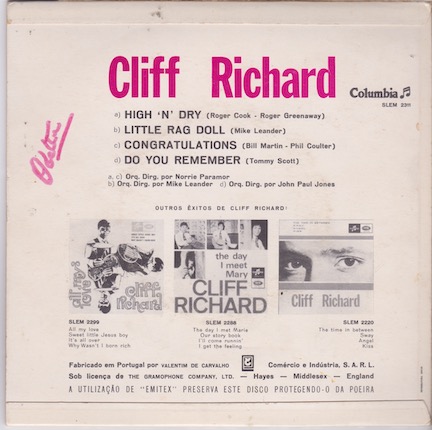 Cliff Richard
Columbia
SLEM 2311
a) HIGH 'N' DRY (Roger Cook - Roger Greenaway)
b) LITTLE RAG DOLL (Mike Leander)
c) CONGRATULATIONS (Bill Martin - Phil Coulter)
d) DO YOU REMEMBER (Tommy Scott)
a, c) Orq. Dirg. por Norrie Paramor
b) Orq. Dirg. por Mike Leander d) Orq. Dirg. por John Paul Jones
OUTROS ÊXITOS DE CLIFF RICHARD:
all my love
cliff richard
the day I meet Mary
CLIFF RICHARD
Cliff Richard
SLEM 2299
All my love
Sweet little Jesus boy
It's all over
Why Wasn't I born rich
SLEM 2288
The day I met Marie
Our story book
I'll come runnin'
I get the feeling
SLEM 2220
The time in between
Sway
Angel
Kiss
Fabricado em Portugal por VALENTIM DE CARVALHO Comércio e Indústria, S. A. R. L.
Sob licença de THE GRAMOPHONE COMPANY, LTD. — Hayes - Middlesex - England
A UTILIZAÇÃO DE "EMITEX" PRESERVA ESTE DISCO PROTEGENDO-O DA POEIRA